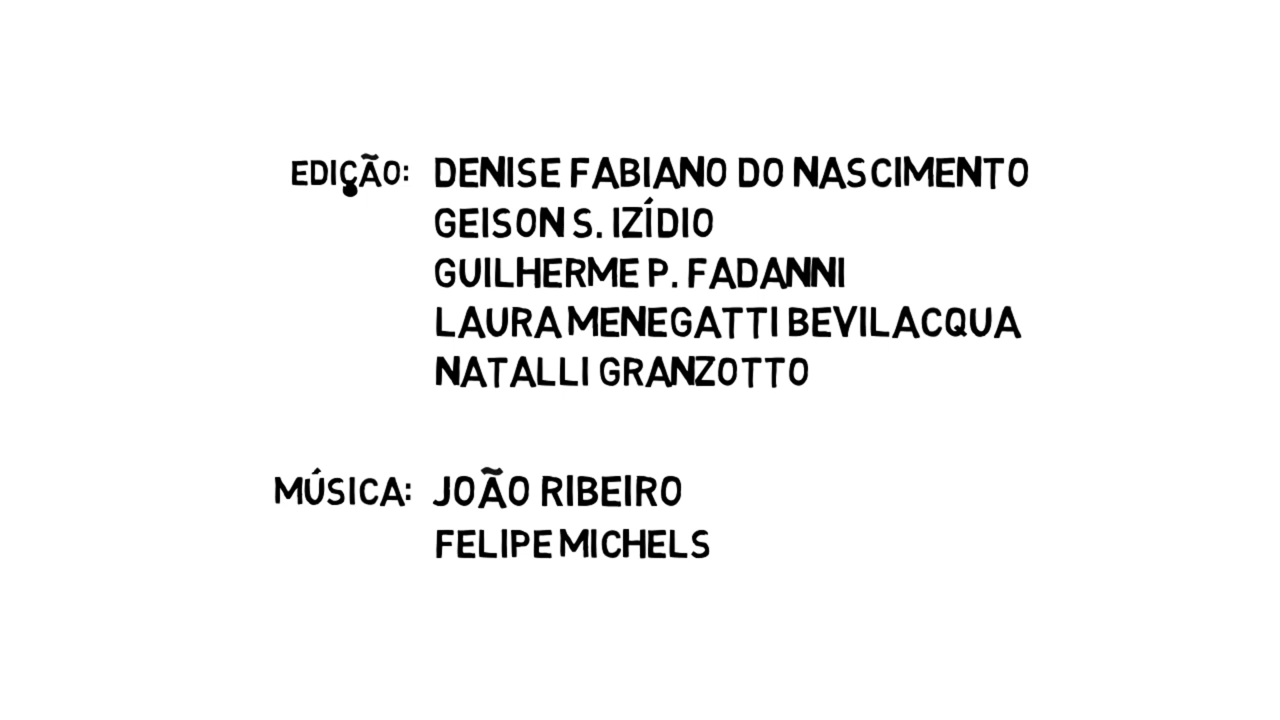 EDIÇÃO: DENISE FABIANO DO NASCIMENTO
GEISON S. IZÍDIO
GUILHERME P. FADANNI
LAURA MENEGATTI BEVILACQUA
NATALLI GRANZOTTO
MÚSICA: JOÃO RIBEIRO
FELIPE MICHELS